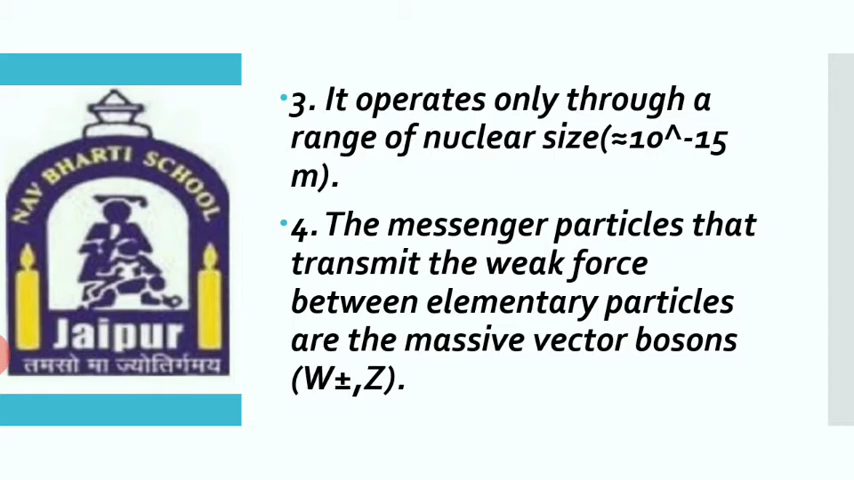 NAV BHARTI SCHOOL
Jaipur
तमसो मा ज्योतिर्गमय
• 3. It operates only through a
range of nuclear size(≈10^-15
m).
• 4. The messenger particles that
transmit the weak force
between elementary particles
are the massive vector bosons
(W±,Z).